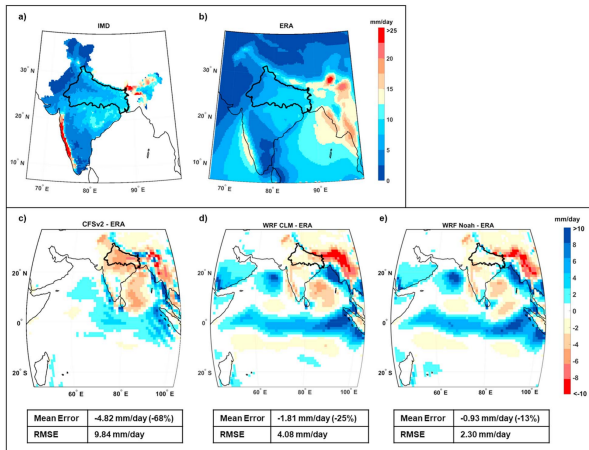 a) IMD
b) ERA
mm/day
>25
20
15
10
5
0
30°
20°
10°
70°E 80°E 90°E
30°
20°
10°
70°E 80°E 90°E
c) CFSv2 - ERA
d) WRF CLM - ERA
e) WRF Noah - ERA
mm/day
>10
8
6
4
2
0
-2
-4
-6
-8
<-10
20°N
0°
20°S
40°E 60°E 80°E 100°E
20°N
0°
20°S
40°E 60°E 80°E 100°E
20°N
0°
20°S
40°E 60°E 80°E 100°E
Mean Error -4.82 mm/day (-68%)
RMSE 9.84 mm/day
Mean Error -1.81 mm/day (-25%)
RMSE 4.08 mm/day
Mean Error -0.93 mm/day (-13%)
RMSE 2.30 mm/day